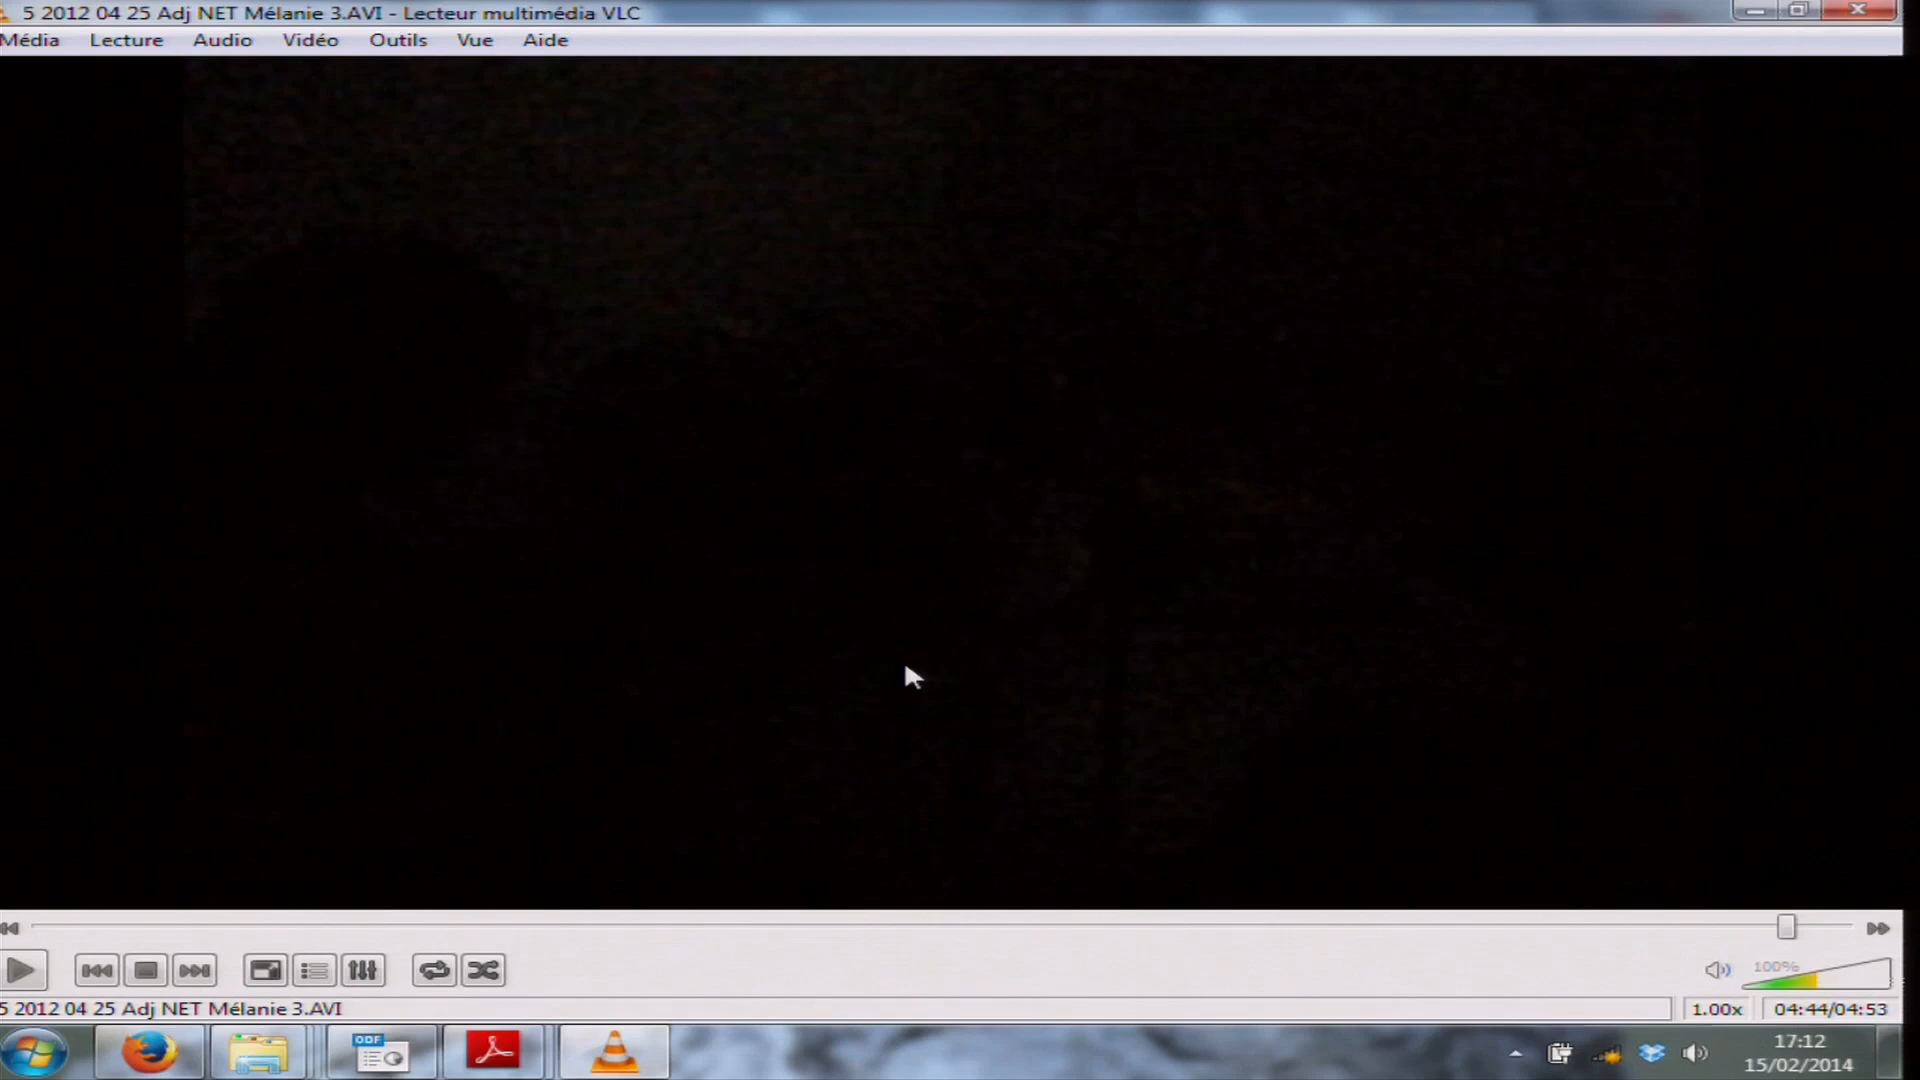 5 2012 04 25 Adj NET Mélanie 3.AVI - Lecteur multimédia VLC
Média Lecture Audio Vidéo Outils Vue Aide
100%
5 2012 04 25 Adj NET Mélanie 3.AVI 1.00x 04:44/04:53
ODF
17:12
15/02/2014